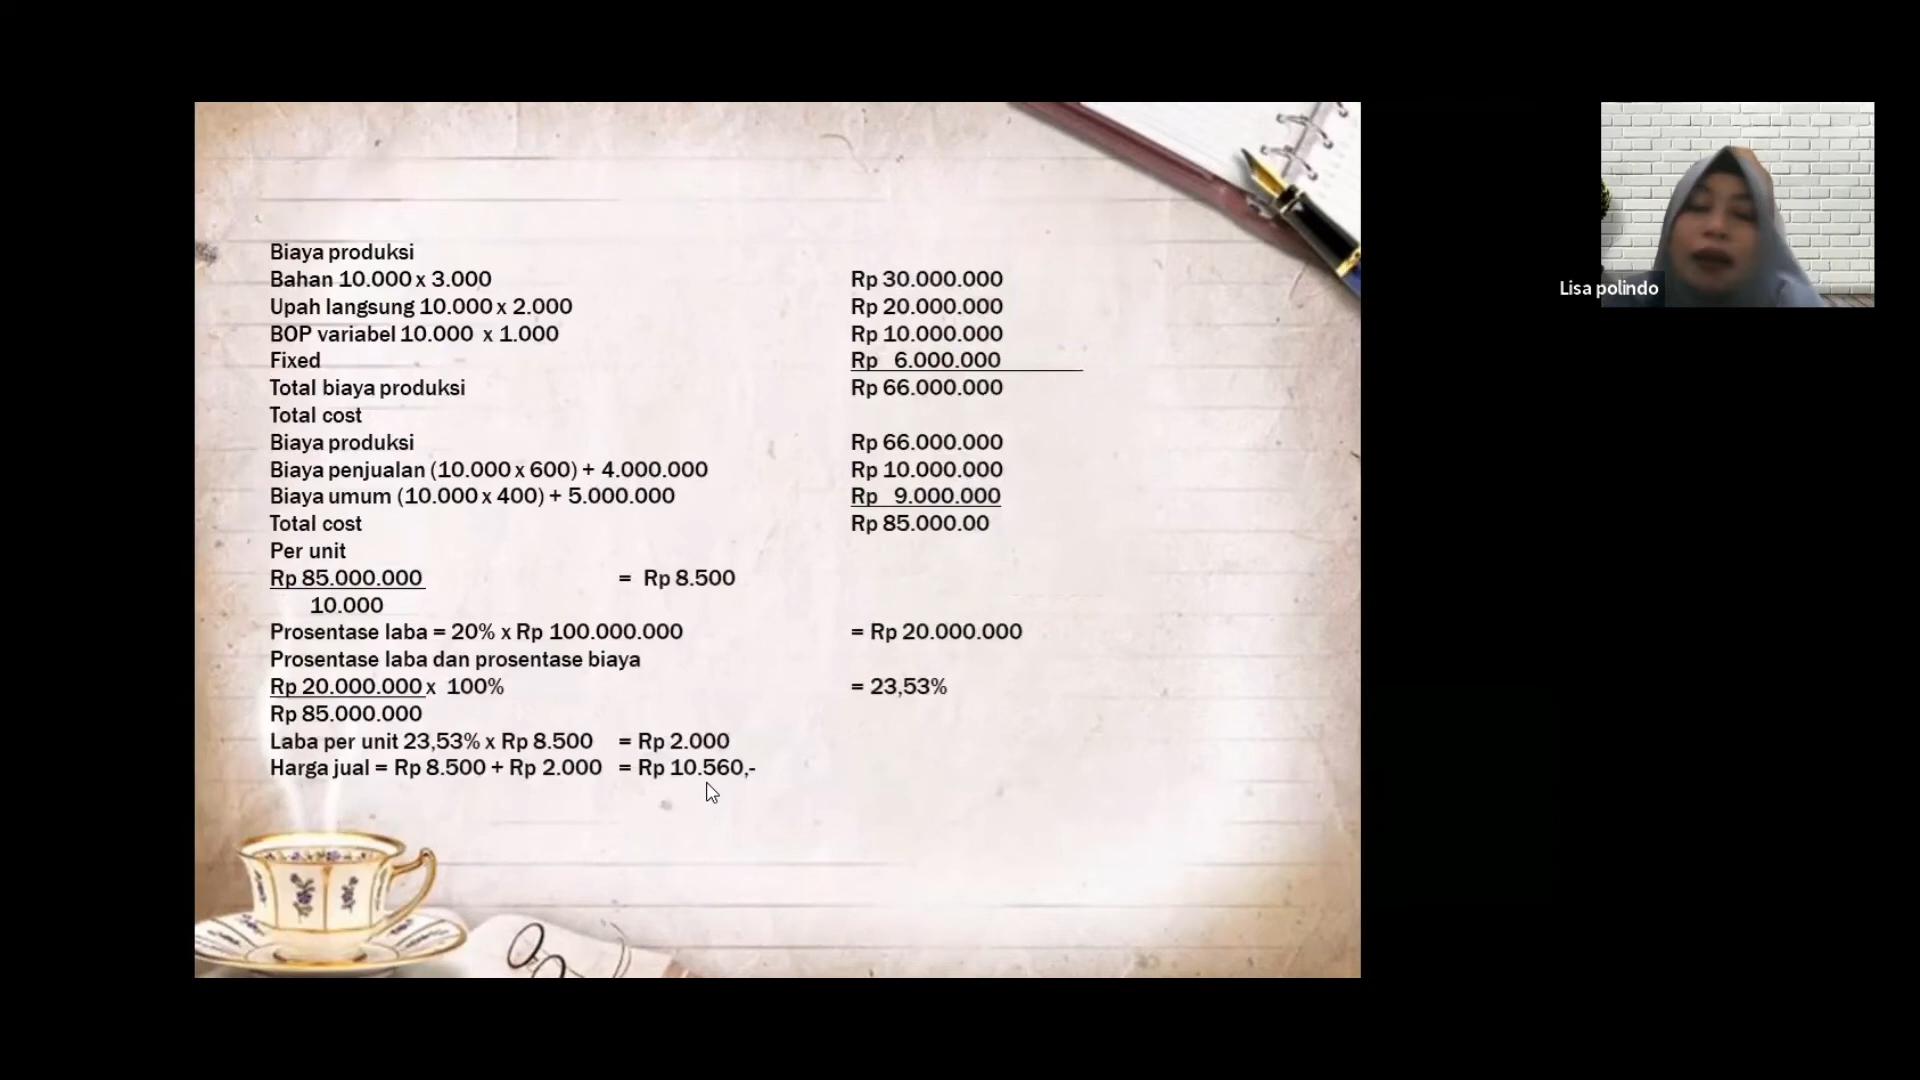 Biaya produksi
Bahan 10.000 x 3.000 Rp 30.000.000
Upah langsung 10.000 x 2.000 Rp 20.000.000
BOP variabel 10.000 x 1.000 Rp 10.000.000
Fixed Rp 6.000.000
Total biaya produksi Rp 66.000.000
Total cost
Biaya produksi Rp 66.000.000
Biaya penjualan (10.000 x 600) + 4.000.000 Rp 10.000.000
Biaya umum (10.000 x 400) + 5.000.000 Rp 9.000.000
Total cost Rp 85.000.00
Per unit
Rp 85.000.000 = Rp 8.500
10.000
Prosentase laba = 20% x Rp 100.000.000 = Rp 20.000.000
Prosentase laba dan prosentase biaya
Rp 20.000.000 x 100% = 23,53%
Rp 85.000.000
Laba per unit 23,53% x Rp 8.500 = Rp 2.000
Harga jual = Rp 8.500 + Rp 2.000 = Rp 10.560,-
Lisa polindo